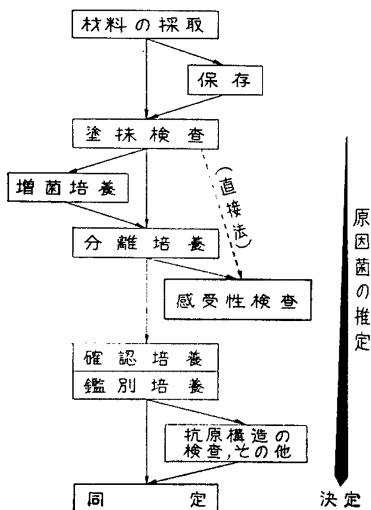 材料の採取
保存
塗抹検査
増菌培養
(直接法)
分離培養
感受性検査
原因菌の推定
確認培養
鑑別培養
抗原構造の
検査,その他
同定
決定